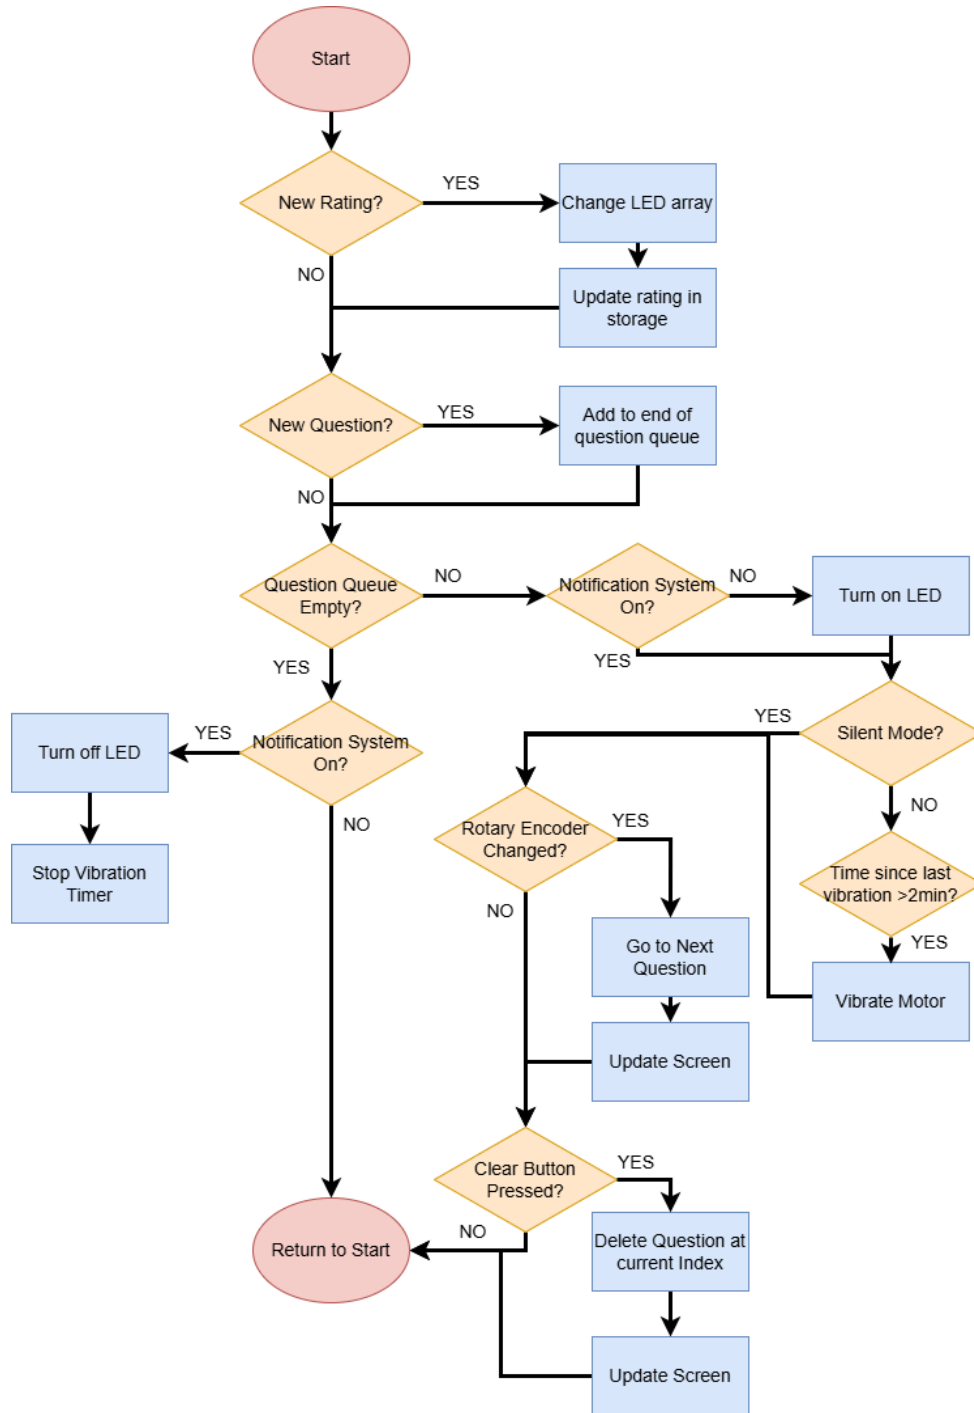 Start
New Rating?
YES
Change LED array
NO
Update rating in
storage
New Question?
YES
Add to end of
question queue
NO
Question Queue
Empty?
NO
Notification System
On?
NO
Turn on LED
YES
YES
Silent Mode?
YES
NO
Turn off LED
YES
Notification System
On?
NO
Stop Vibration
Timer
Rotary Encoder
Changed?
YES
NO
Time since last
vibration >2min?
YES
Vibrate Motor
Go to Next
Question
Update Screen
Clear Button
Pressed?
YES
NO
Return to Start
Delete Question at
current Index
Update Screen